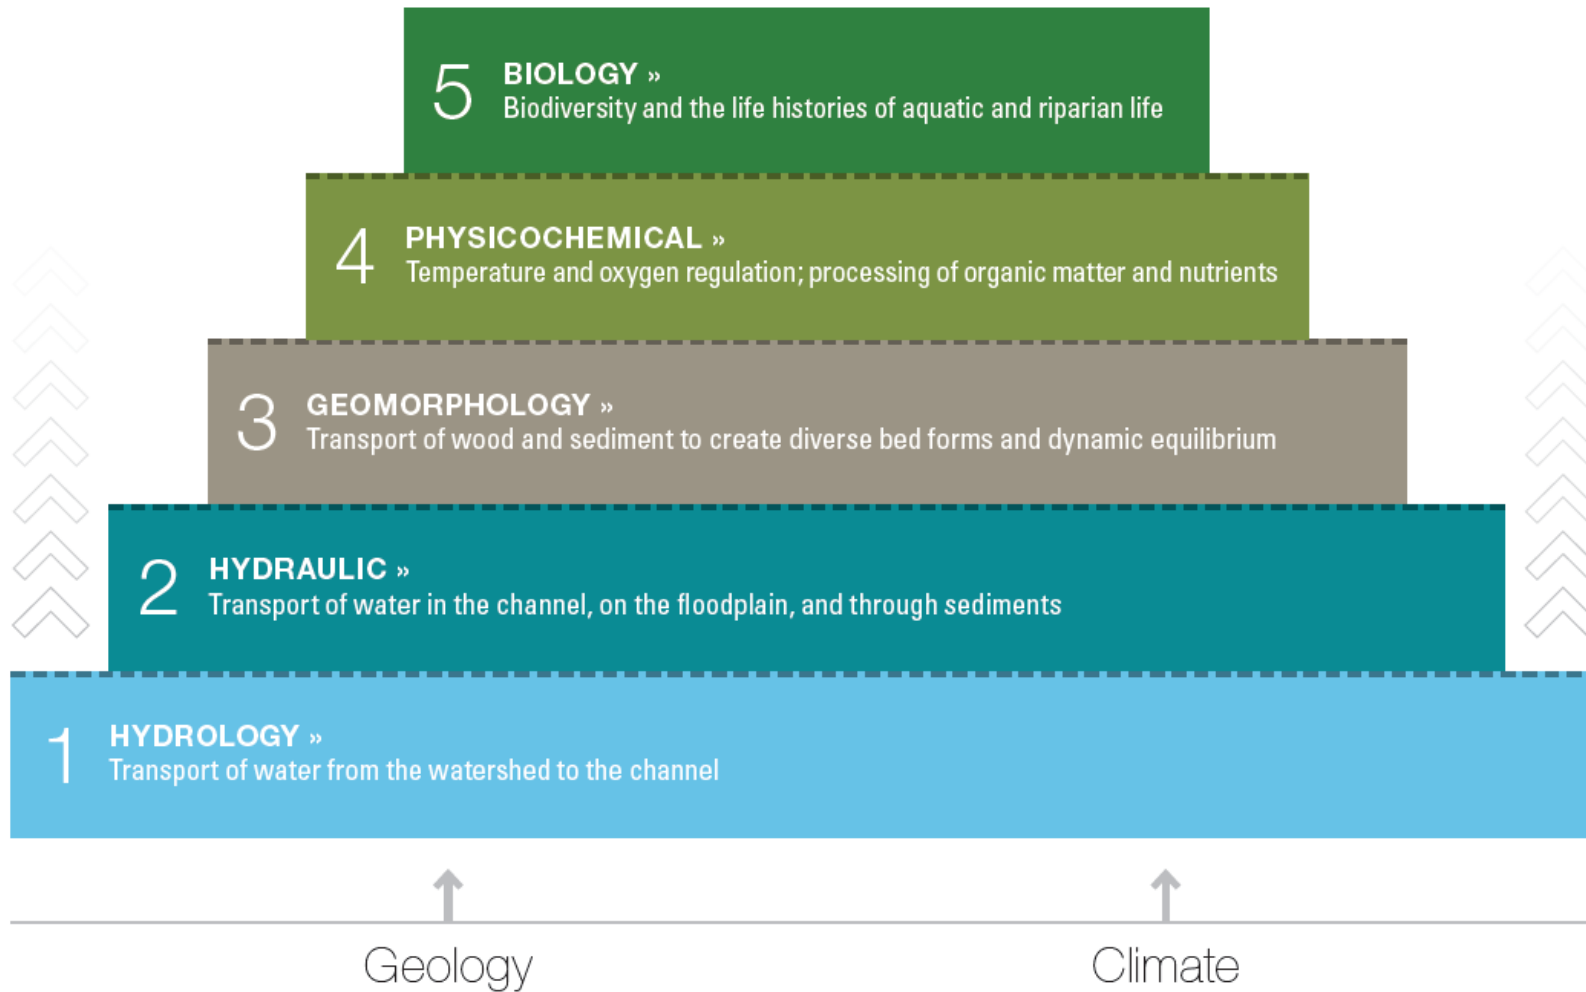 5
BIOLOGY »
Biodiversity and the life histories of aquatic and riparian life
4
PHYSICOCHEMICAL »
Temperature and oxygen regulation; processing of organic matter and nutrients
3
GEOMORPHOLOGY »
Transport of wood and sediment to create diverse bed forms and dynamic equilibrium
2
HYDRAULIC »
Transport of water in the channel, on the floodplain, and through sediments
1
HYDROLOGY »
Transport of water from the watershed to the channel
Geology
Climate